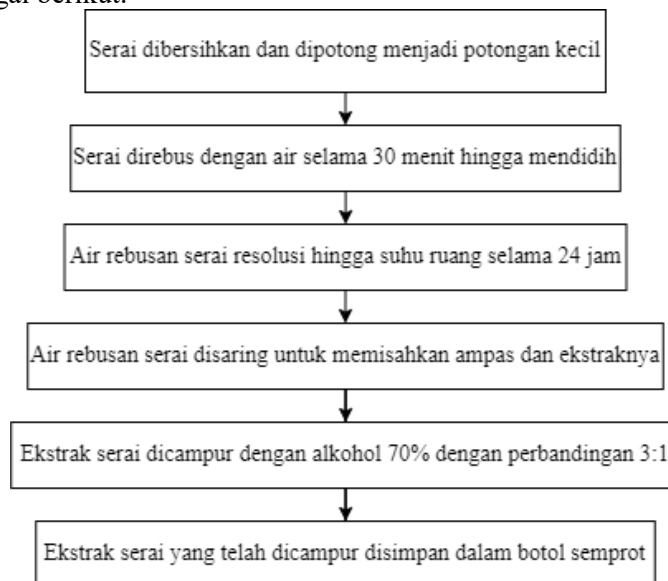 Serai dibersihkan dan dipotong menjadi potongan kecil
Serai direbus dengan air selama 30 menit hingga mendidih
Air rebusan serai resolusi hingga suhu ruang selama 24 jam
Air rebusan serai disaring untuk memisahkan ampas dan ekstraknya
Ekstrak serai dicampur dengan alkohol 70% dengan perbandingan 3:1
Ekstrak serai yang telah dicampur disimpan dalam botol semprot